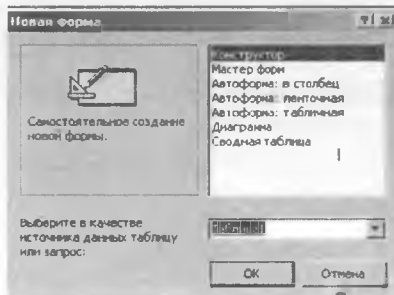 Новая форма
Конструктор
Мастер форм
Автоформа: в столбец
Автоформа: ленточная
Автоформа: табличная
Диаграмма
Сводная таблица
Самостоятельное создание
новой формы.
Выберите в качестве
источника данных таблицу
или запрос:
ОК
Отмена